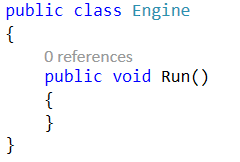 public class Engine
{
0 references
public void Run()
{
}
}